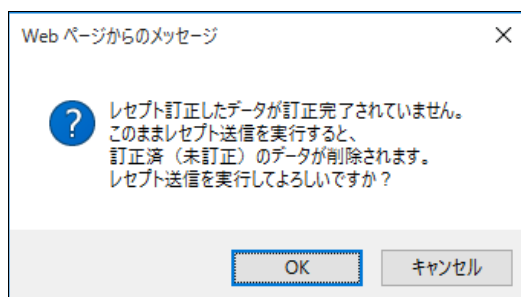 Web ページからのメッセージ
レセプト訂正したデータが訂正完了されていません。
このままレセプト送信を実行すると、
訂正済（未訂正）のデータが削除されます。
レセプト送信を実行してよろしいですか？
OK
キャンセル